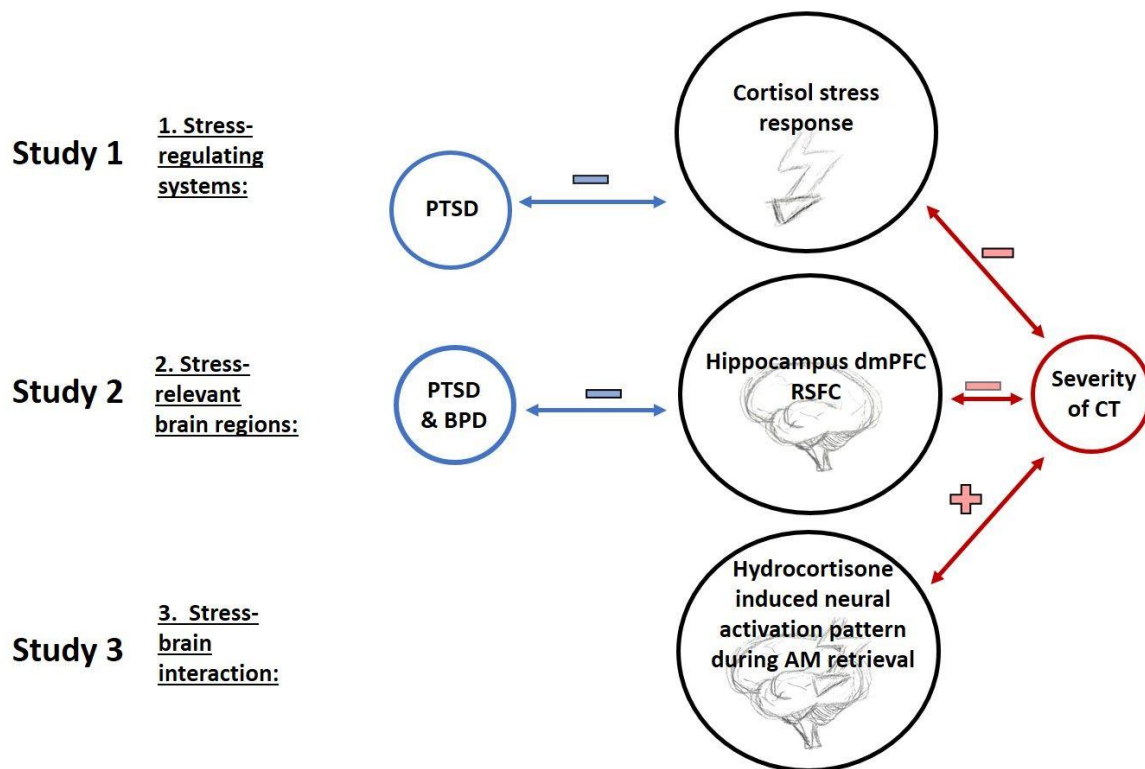 Study 1
1. Stress-
regulating
systems:
PTSD
Cortisol stress
response
Study 2
2. Stress-
relevant
brain regions:
PTSD
& BPD
Hippocampus dmPFC
RSFC
Severity
of CT
Study 3
3. Stress-
brain
interaction:
Hydrocortisone
induced neural
activation pattern
during AM retrieval